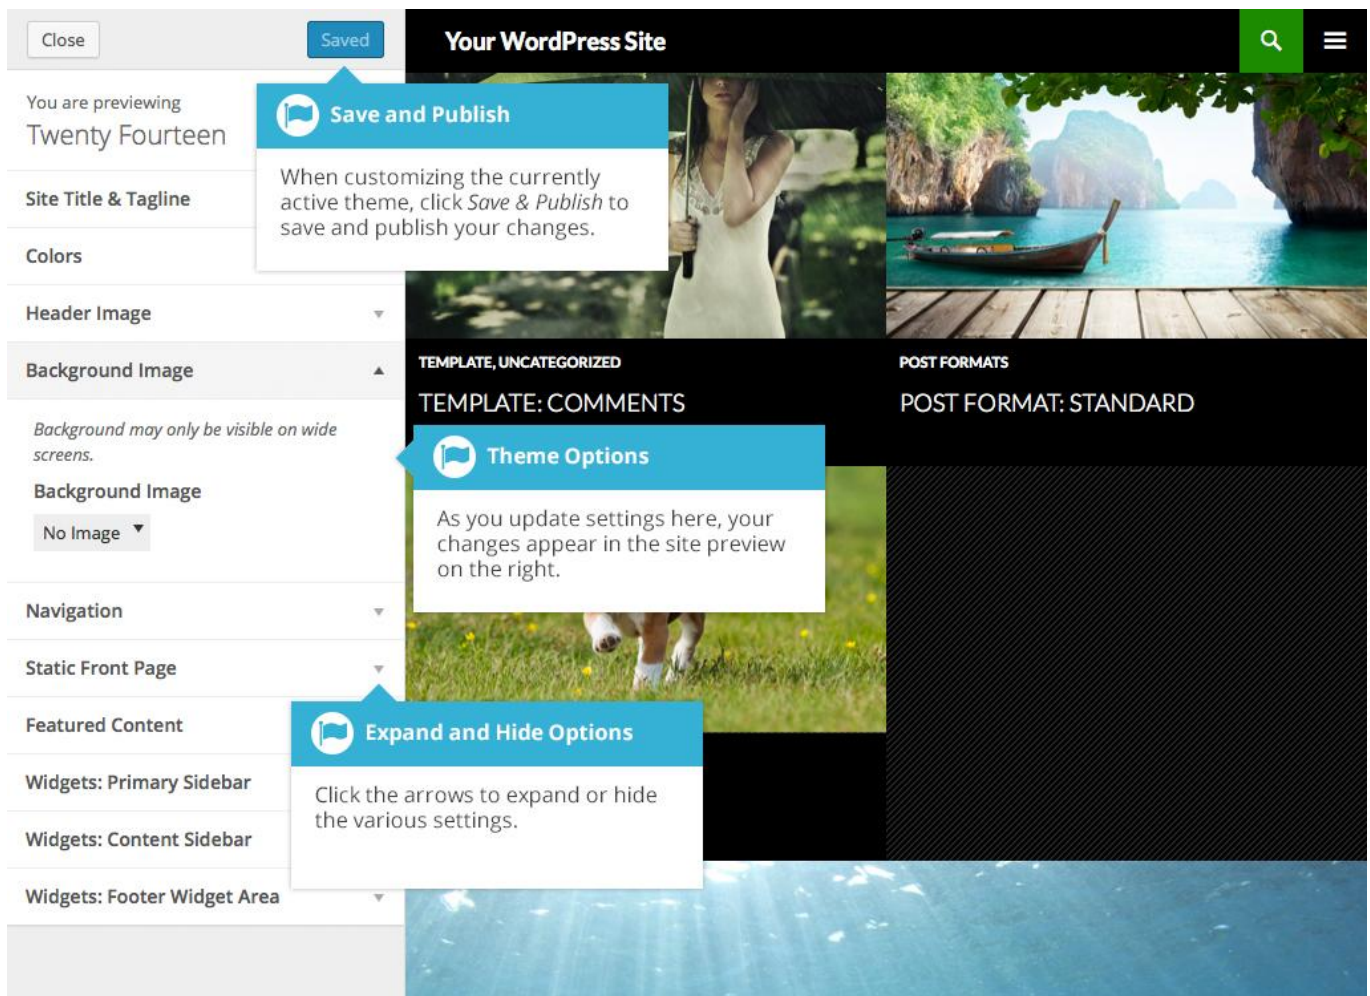 Close
Saved
Your WordPress Site
You are previewing
Twenty Fourteen
Save and Publish
When customizing the currently
active theme, click Save & Publish to
save and publish your changes.
Site Title & Tagline
Colors
Header Image
Background Image
Background may only be visible on wide
screens.
Background Image
No Image
TEMPLATE, UNCATEGORIZED
TEMPLATE: COMMENTS
POST FORMATS
POST FORMAT: STANDARD
Theme Options
As you update settings here, your
changes appear in the site preview
on the right.
Navigation
Static Front Page
Featured Content
Widgets: Primary Sidebar
Widgets: Content Sidebar
Widgets: Footer Widget Area
Expand and Hide Options
Click the arrows to expand or hide
the various settings.